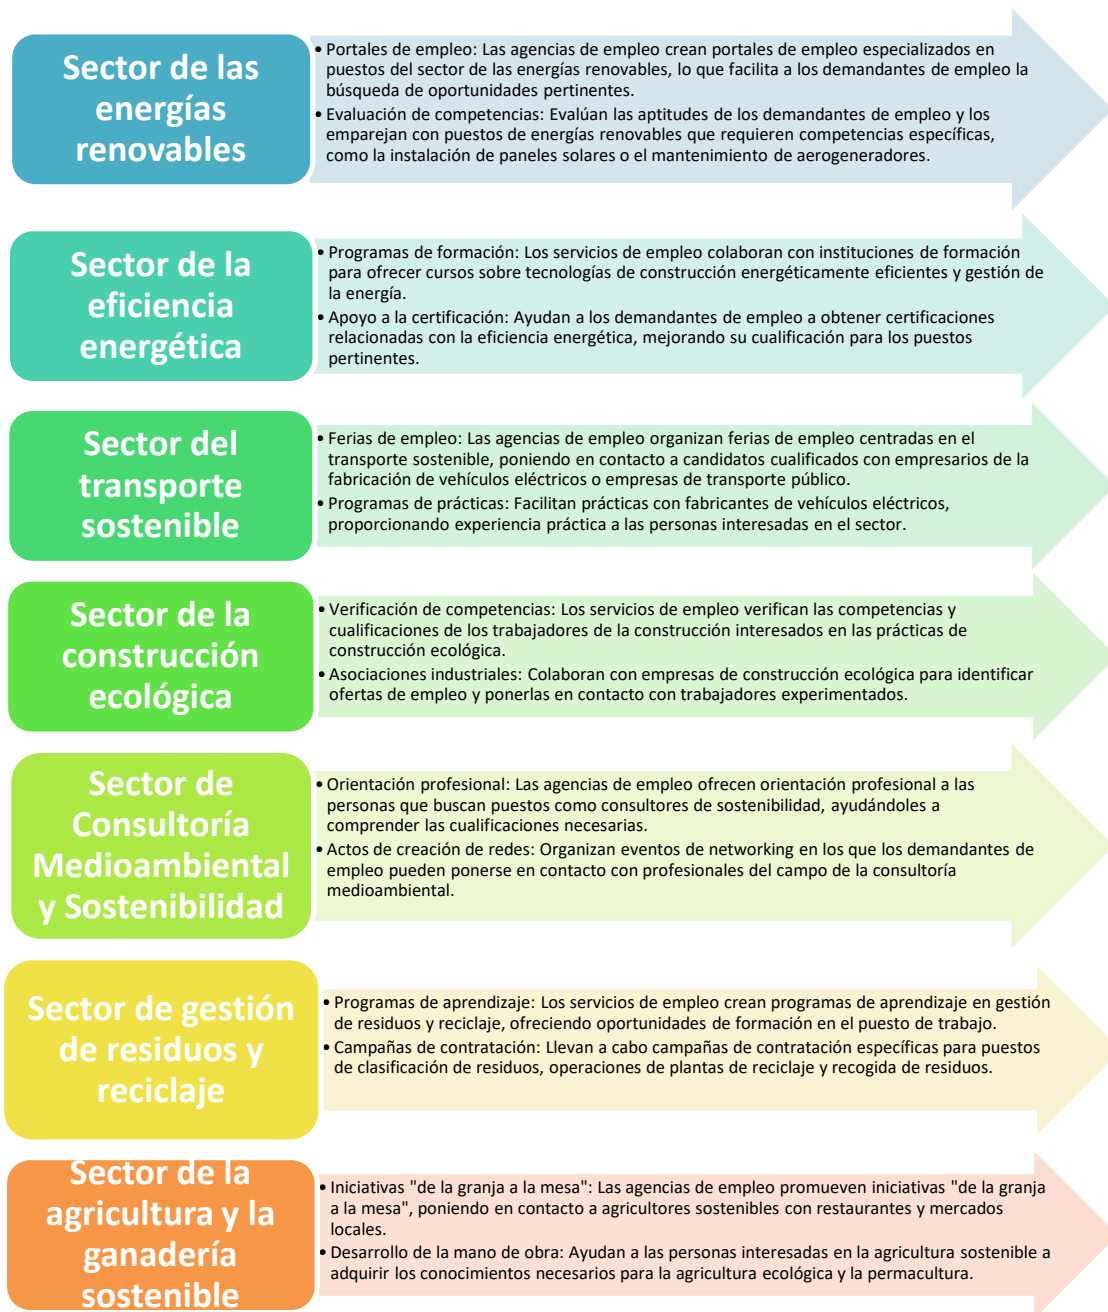 Sector de las
energías
renovables
• Portales de empleo: Las agencias de empleo crean portales de empleo especializados en
puestos del sector de las energías renovables, lo que facilita a los demandantes de empleo la
búsqueda de oportunidades pertinentes.
• Evaluación de competencias: Evalúan las aptitudes de los demandantes de empleo y los
emparejan con puestos de energías renovables que requieren competencias específicas,
como la instalación de paneles solares o el mantenimiento de aerogeneradores.
Sector de la
eficiencia
energética
• Programas de formación: Los servicios de empleo colaboran con instituciones de formación
para ofrecer cursos sobre tecnologías de construcción energéticamente eficientes y gestión de
la energía.
• Apoyo a la certificación: Ayudan a los demandantes de empleo a obtener certificaciones
relacionadas con la eficiencia energética, mejorando su cualificación para los puestos
pertinentes.
Sector del
transporte
sostenible
• Ferias de empleo: Las agencias de empleo organizan ferias de empleo centradas en el
transporte sostenible, poniendo en contacto a candidatos cualificados con empresarios de la
fabricación de vehículos eléctricos o empresas de transporte público.
• Programas de prácticas: Facilitan prácticas con fabricantes de vehículos eléctricos,
proporcionando experiencia práctica a las personas interesadas en el sector.
Sector de la
construcción
ecológica
• Verificación de competencias: Los servicios de empleo verifican las competencias y
cualificaciones de los trabajadores de la construcción interesados en las prácticas de
construcción ecológica.
• Asociaciones industriales: Colaboran con empresas de construcción ecológica para identificar
ofertas de empleo y ponerlas en contacto con trabajadores experimentados.
Sector de
Consultoría
Medioambiental
y Sostenibilidad
• Orientación profesional: Las agencias de empleo ofrecen orientación profesional a las
personas que buscan puestos como consultores de sostenibilidad, ayudándoles a
comprender las cualificaciones necesarias.
• Actos de creación de redes: Organizan eventos de networking en los que los demandantes de
empleo pueden ponerse en contacto con profesionales del campo de la consultoría
medioambiental.
Sector de gestión
de residuos y
reciclaje
• Programas de aprendizaje: Los servicios de empleo crean programas de aprendizaje en gestión
de residuos y reciclaje, ofreciendo oportunidades de formación en el puesto de trabajo.
• Campañas de contratación: Llevan a cabo campañas de contratación específicas para puestos
de clasificación de residuos, operaciones de plantas de reciclaje y recogida de residuos.
Sector de la
agricultura y la
ganadería
sostenible
• Iniciativas "de la granja a la mesa": Las agencias de empleo promueven iniciativas "de la granja
a la mesa", poniendo en contacto a agricultores sostenibles con restaurantes y mercados
locales.
• Desarrollo de la mano de obra: Ayudan a las personas interesadas en la agricultura sostenible a
adquirir los conocimientos necesarios para la agricultura ecológica y la permacultura.